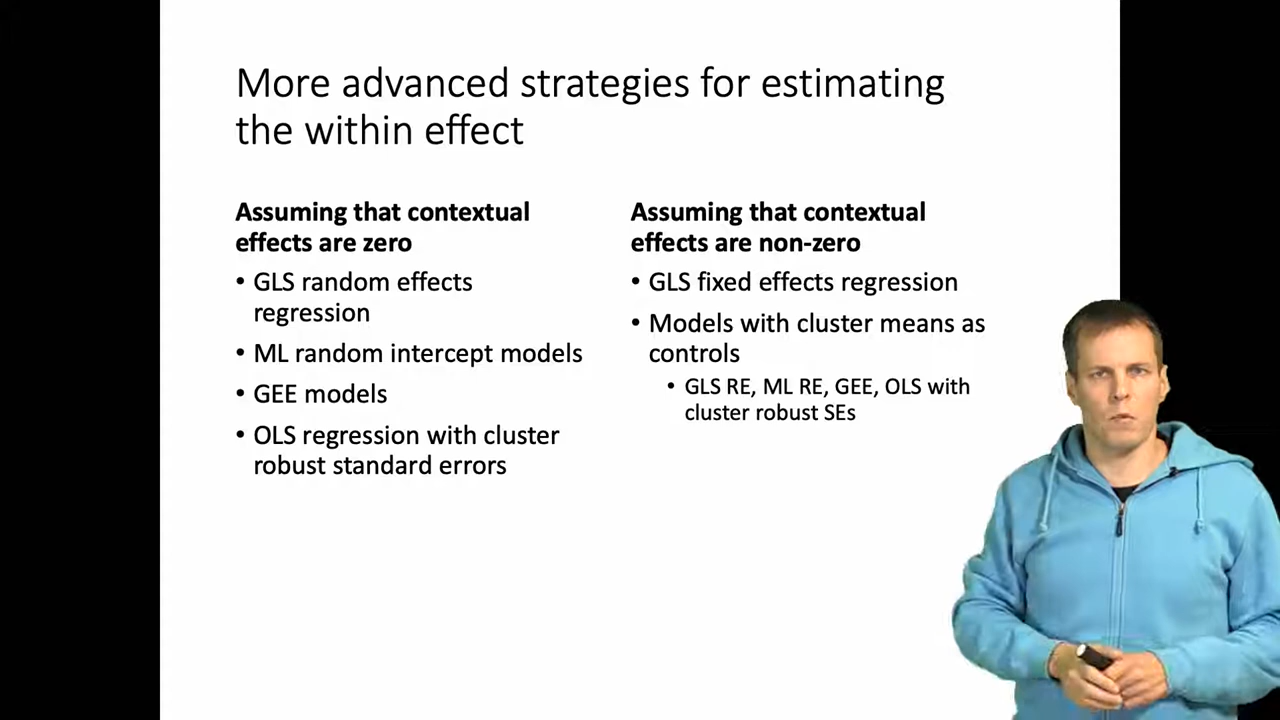 More advanced strategies for estimating
the within effect
Assuming that contextual
effects are zero
• GLS random effects
regression
• ML random intercept models
• GEE models
• OLS regression with cluster
robust standard errors
Assuming that contextual
effects are non-zero
• GLS fixed effects regression
• Models with cluster means as
controls
• GLS RE, ML RE, GEE, OLS with
cluster robust SEs